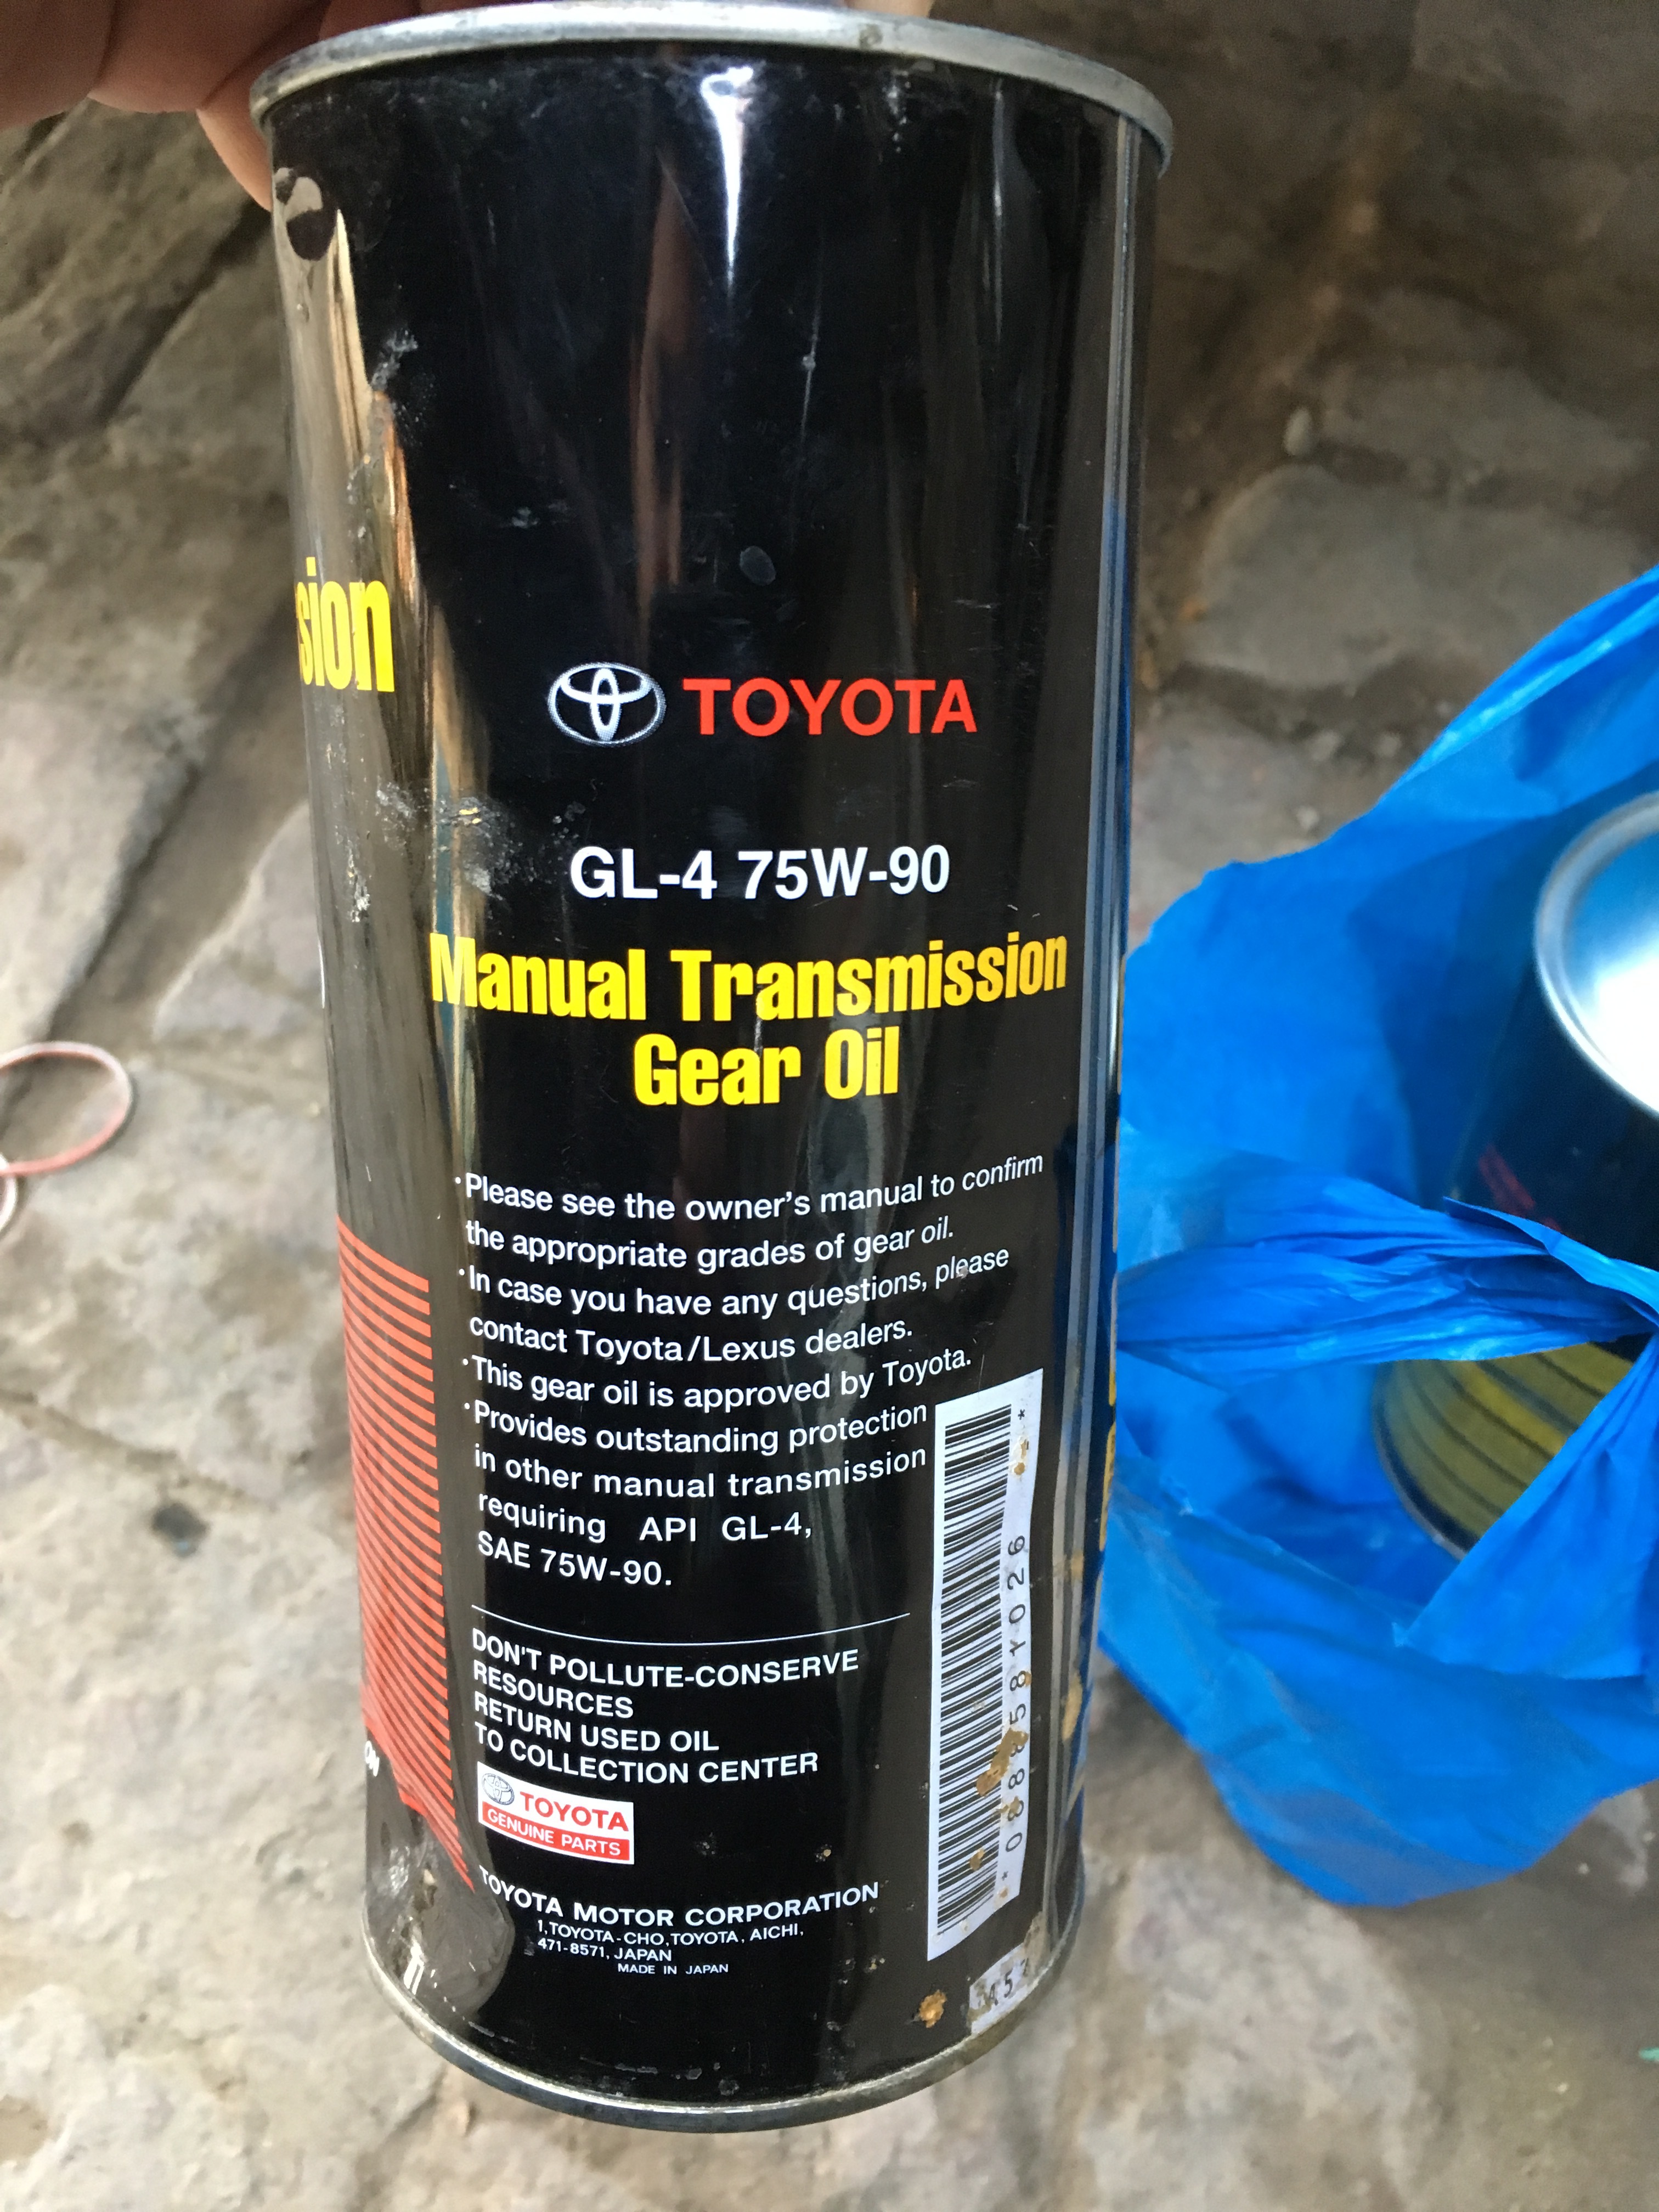 sion
TOYOTA
GL-4 75W-90
Manual Transmission
Gear Oil
·Please see the owner's manual to confirm
the appropriate grades of gear oil.
·In case you have any questions, please
contact Toyota/Lexus dealers.
·This gear oil is approved by Toyota.
·Provides outstanding protection
in other manual transmission
requiring API GL-4,
SAE 75W-90.
DON'T POLLUTE-CONSERVE
RESOURCES
RETURN USED OIL
TO COLLECTION CENTER
TOYOTA
GENUINE PARTS
TOYOTA MOTOR CORPORATION
1,TOYOTA-CHO,TOYOTA, AICHI,
471-8571, JAPAN
MADE IN JAPAN
ON